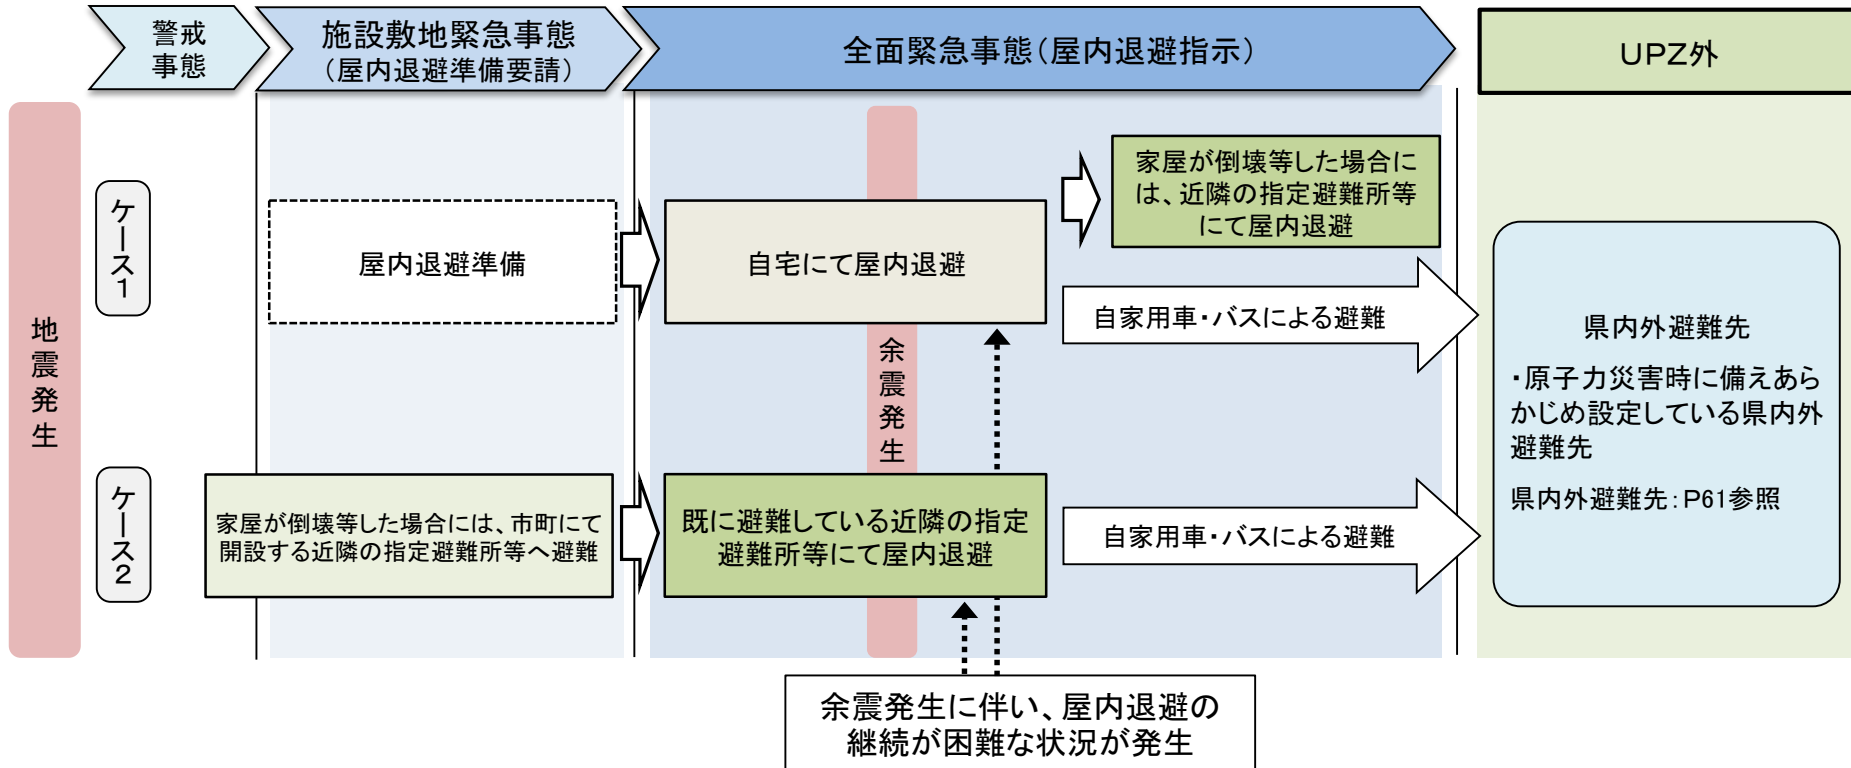 警戒
事態
施設敷地緊急事態
（屋内退避準備要請）
全面緊急事態（屋内退避指示）
UPZ外
地震発生
ケース1
屋内退避準備
自宅にて屋内退避
家屋が倒壊等した場合に
は、近隣の指定避難所等
にて屋内退避
自家用車・バスによる避難
余震発生
県内外避難先
・原子力災害時に備えあら
かじめ設定している県内外
避難先
県内外避難先：P61参照
ケース2
家屋が倒壊等した場合には、市町にて
開設する近隣の指定避難所等へ避難
既に避難している近隣の指定
避難所等にて屋内退避
自家用車・バスによる避難
余震発生に伴い、屋内退避の
継続が困難な状況が発生